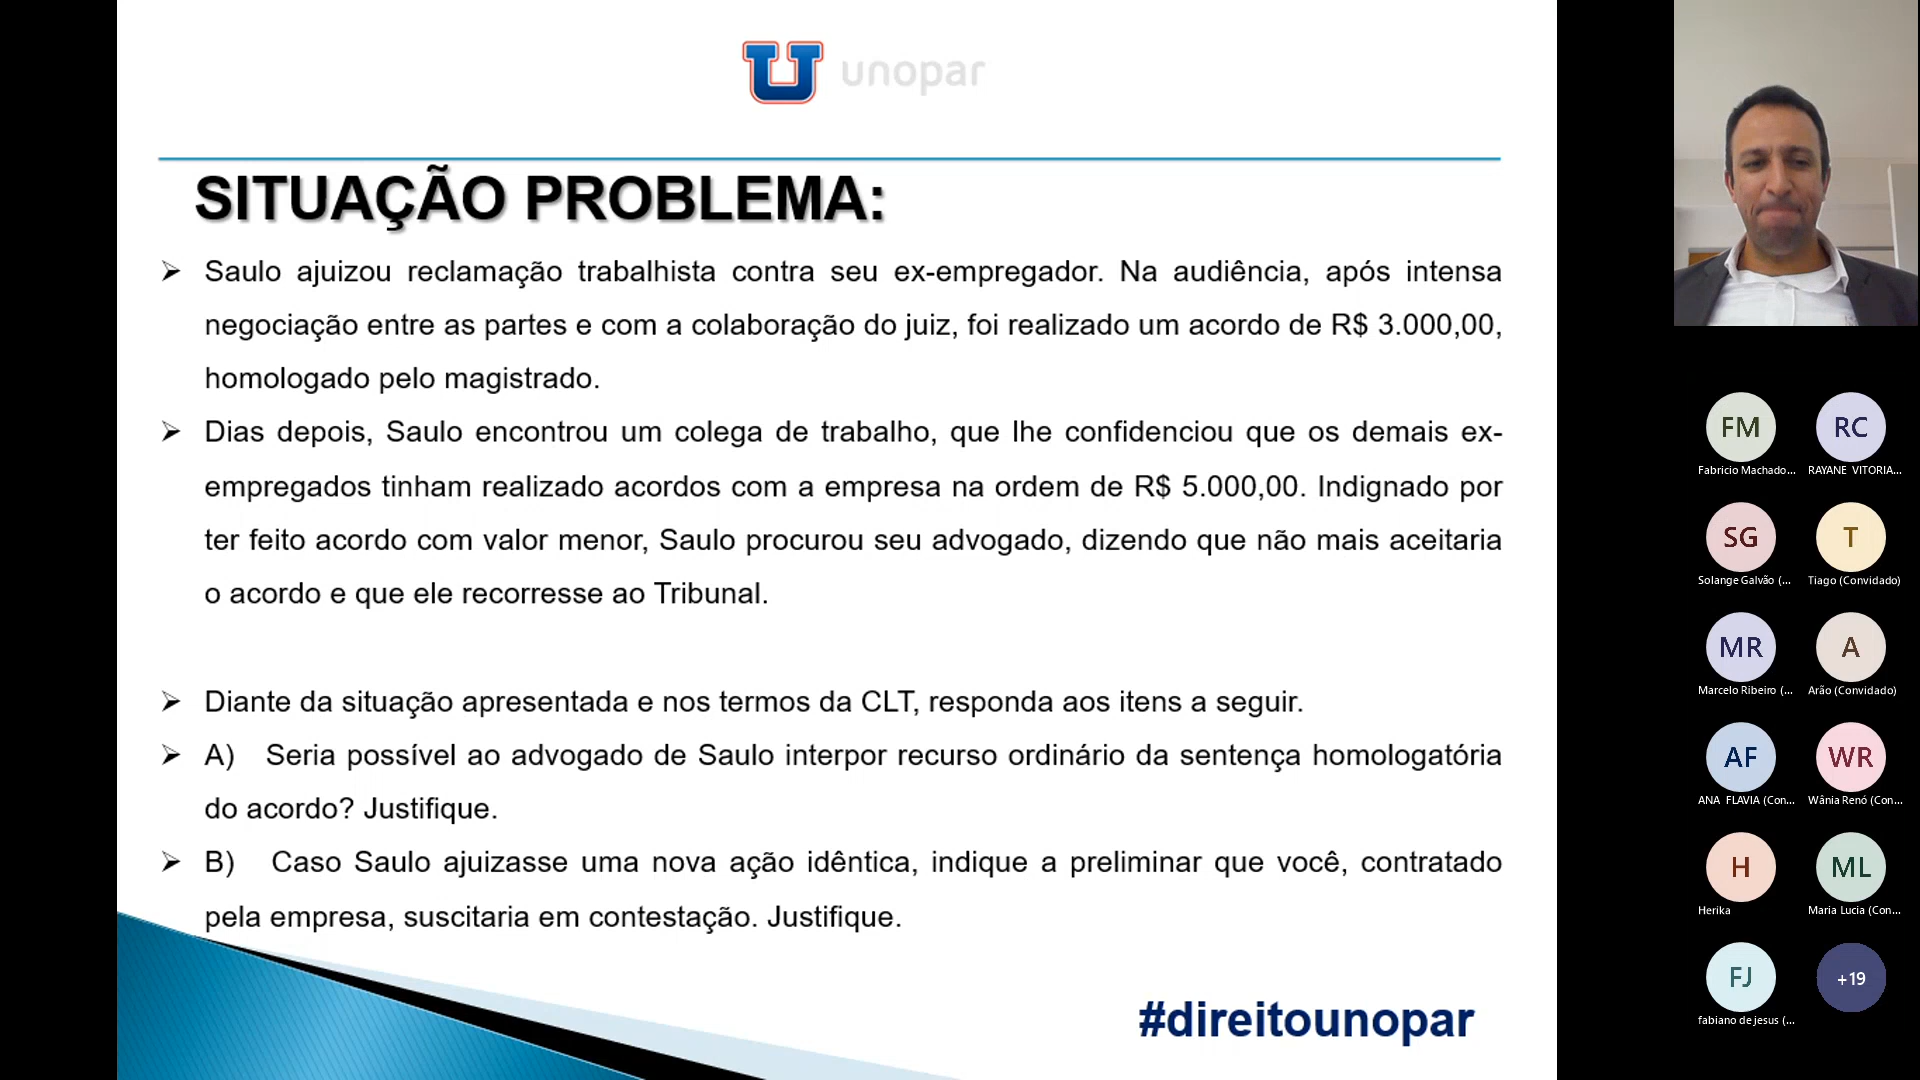 unopar
SITUAÇÃO PROBLEMA:
➢ Saulo ajuizou reclamação trabalhista contra seu ex-empregador. Na audiência, após intensa
negociação entre as partes e com a colaboração do juiz, foi realizado um acordo de R$ 3.000,00,
homologado pelo magistrado.
➢ Dias depois, Saulo encontrou um colega de trabalho, que lhe confidenciou que os demais ex-
empregados tinham realizado acordos com a empresa na ordem de R$ 5.000,00. Indignado por
ter feito acordo com valor menor, Saulo procurou seu advogado, dizendo que não mais aceitaria
o acordo e que ele recorresse ao Tribunal.
➢ Diante da situação apresentada e nos termos da CLT, responda aos itens a seguir.
➢ A) Seria possível ao advogado de Saulo interpor recurso ordinário da sentença homologatória
do acordo? Justifique.
➢ B) Caso Saulo ajuizasse uma nova ação idêntica, indique a preliminar que você, contratado
pela empresa, suscitaria em contestação. Justifique.
#direitounopar
FM RC
Fabricio Machado... RAYANE VITORIA...
SG T
Solange Galvão (... Tiago (Convidado)
MR A
Marcelo Ribeiro (... Arão (Convidado)
AF WR
ANA FLAVIA (Con... Wânia Renó (Con...
H ML
Herika Maria Lucia (Con...
FJ +19
fabiano de jesus (...